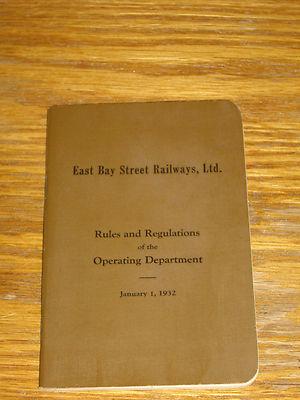 East Bay Street Railways, Ltd.
Rules and Regulations
of the
Operating Department
January 1, 1932